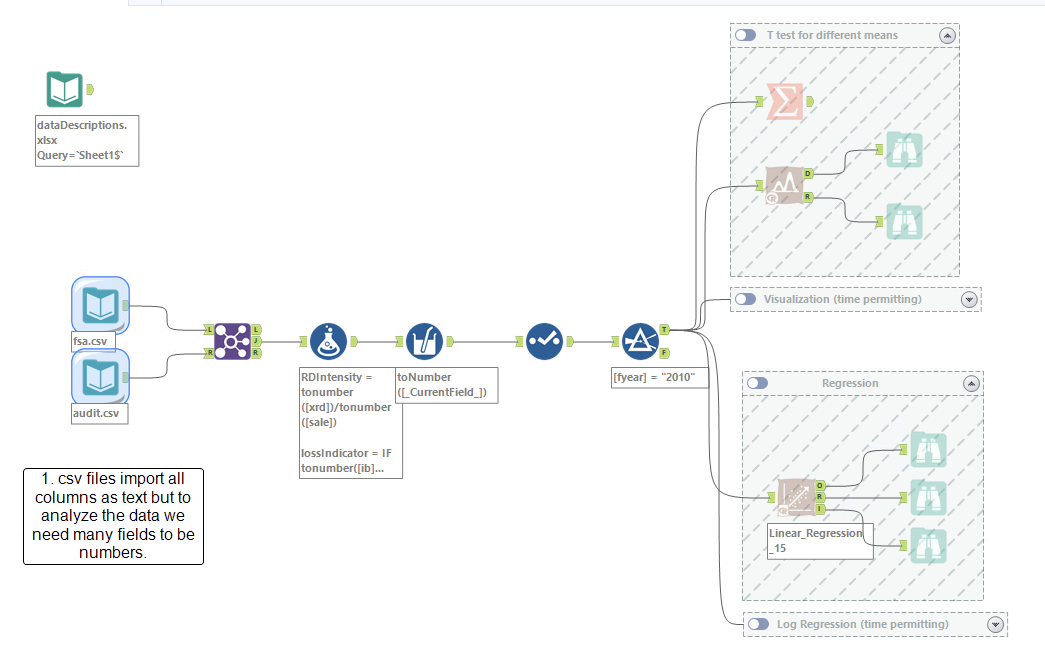 T test for different means
dataDescriptions.
xlsx
Query=`Sheet1$`
D
R
Visualization (time permitting)
fsa.csv
L
R
L
J
R
audit.csv
T
F
RDIntensity =
tonumber
([xrd])/tonumber
([sale])
lossIndicator = IF
tonumber([ib]...
toNumber
([_CurrentField_])
[fyear] = "2010"
Regression
1. csv files import all
columns as text but to
analyze the data we
need many fields to be
numbers.
O
R
I
Linear_Regression
_15
Log Regression (time permitting)